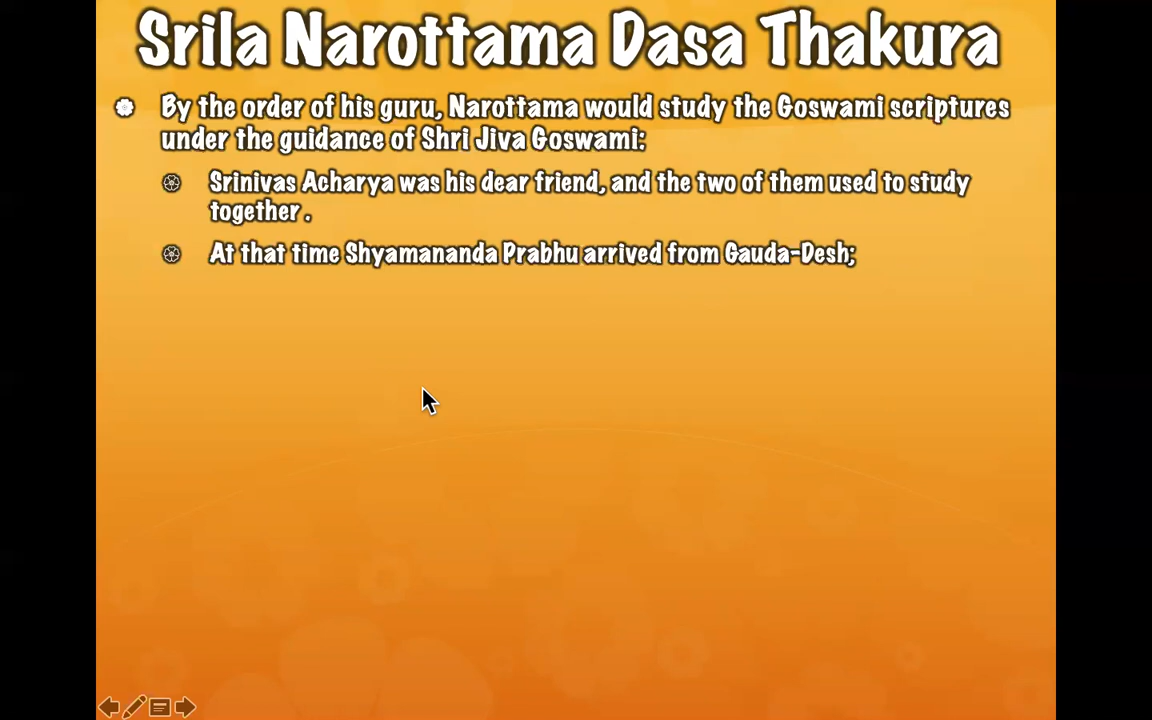 Srila Narottama Dasa Thakura
By the order of his guru, Narottama would study the Goswami scriptures
under the guidance of Shri Jiva Goswami:
Srinivas Acharya was his dear friend, and the two of them used to study
together .
At that time Shyamananda Prabhu arrived from Gauda-Desh;